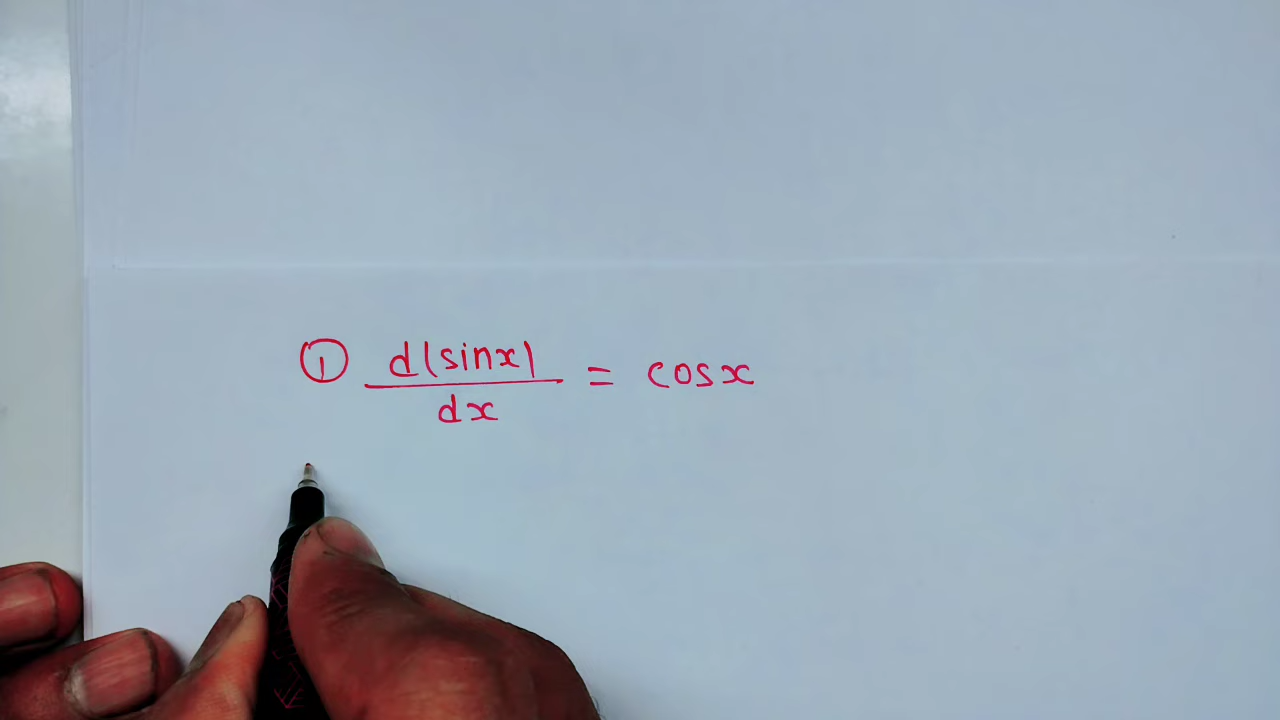 ① d(sinx)/dx = cosx